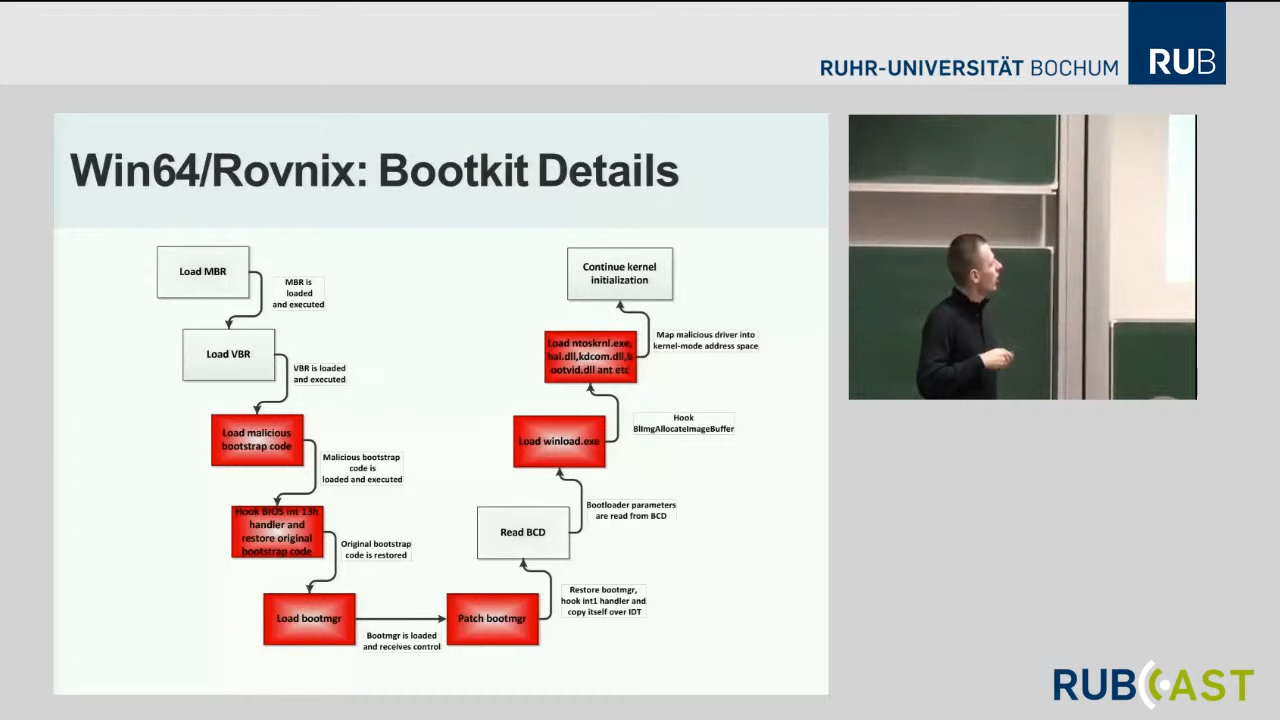 RUHR-UNIVERSITÄT BOCHUM
RUB
Win64/Rovnix: Bootkit Details
Load MBR
MBR is
loaded
and executed
Load VBR
VBR is loaded
and executed
Load malicious
bootstrap code
Malicious bootstrap
code is
loaded and executed
Hook BIOS int 13h
handler and
restore original
bootstrap code
Original bootstrap
code is restored
Load bootmgr
Bootmgr is loaded
and receives control
Patch bootmgr
Restore bootmgr,
hook int1 handler and
copy itself over IDT
Read BCD
Bootloader parameters
are read from BCD
Load winload.exe
Hook
BlImgAllocateImageBuffer
Load ntoskrnl.exe,
hal.dll,kdcom.dll,b
ootvid.dll ant etc
Map malicious driver into
kernel-mode address space
Continue kernel
initialization
RUBCAST